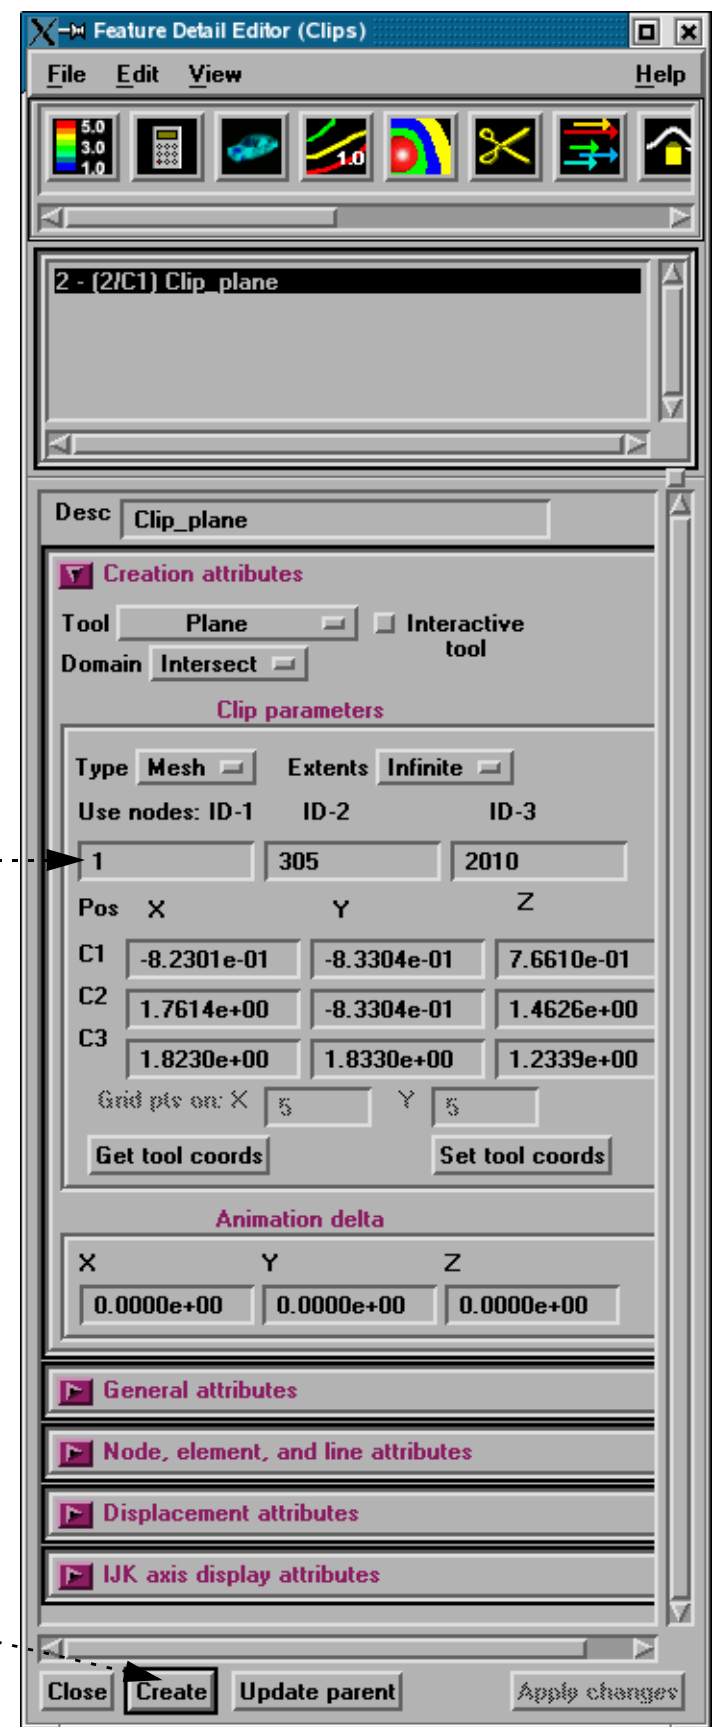 Feature Detail Editor (Clips)
File Edit View Help
5.0
3.0
1.0
1.0
2 - (2/C1) Clip_plane
Desc Clip_plane
Creation attributes
Tool Plane Interactive tool
Domain Intersect
Clip parameters
Type Mesh Extents Infinite
Use nodes: ID-1 ID-2 ID-3
1 305 2010
Pos X Y Z
C1 -8.2301e-01 -8.3304e-01 7.6610e-01
C2 1.7614e+00 -8.3304e-01 1.4626e+00
C3 1.8230e+00 1.8330e+00 1.2339e+00
Grid pts on: X 5 Y 5
Get tool coords Set tool coords
Animation delta
X Y Z
0.0000e+00 0.0000e+00 0.0000e+00
General attributes
Node, element, and line attributes
Displacement attributes
IJK axis display attributes
Close Create Update parent Apply changes